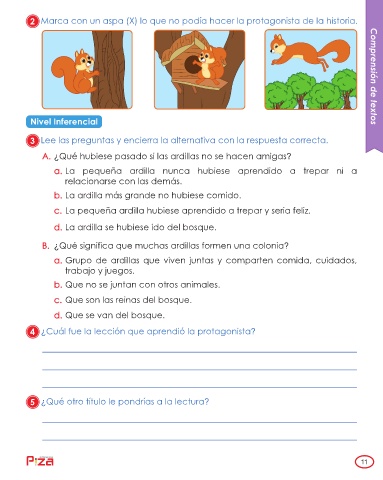 2 Marca con un aspa (X) lo que no podía hacer la protagonista de la historia.
Comprensión de textos
Nivel Inferencial
3 Lee las preguntas y encierra la alternativa con la respuesta correcta.
A. ¿Qué hubiese pasado si las ardillas no se hacen amigas?
a. La pequeña ardilla nunca hubiese aprendido a trepar ni a
relacionarse con las demás.
b. La ardilla más grande no hubiese comido.
c. La pequeña ardilla hubiese aprendido a trepar y sería feliz.
d. La ardilla se hubiese ido del bosque.
B. ¿Qué significa que muchas ardillas formen una colonia?
a. Grupo de ardillas que viven juntas y comparten comida, cuidados,
trabajo y juegos.
b. Que no se juntan con otros animales.
c. Que son las reinas del bosque.
d. Que se van del bosque.
4 ¿Cuál fue la lección que aprendió la protagonista?
5 ¿Qué otro título le pondrías a la lectura?
Piza
11